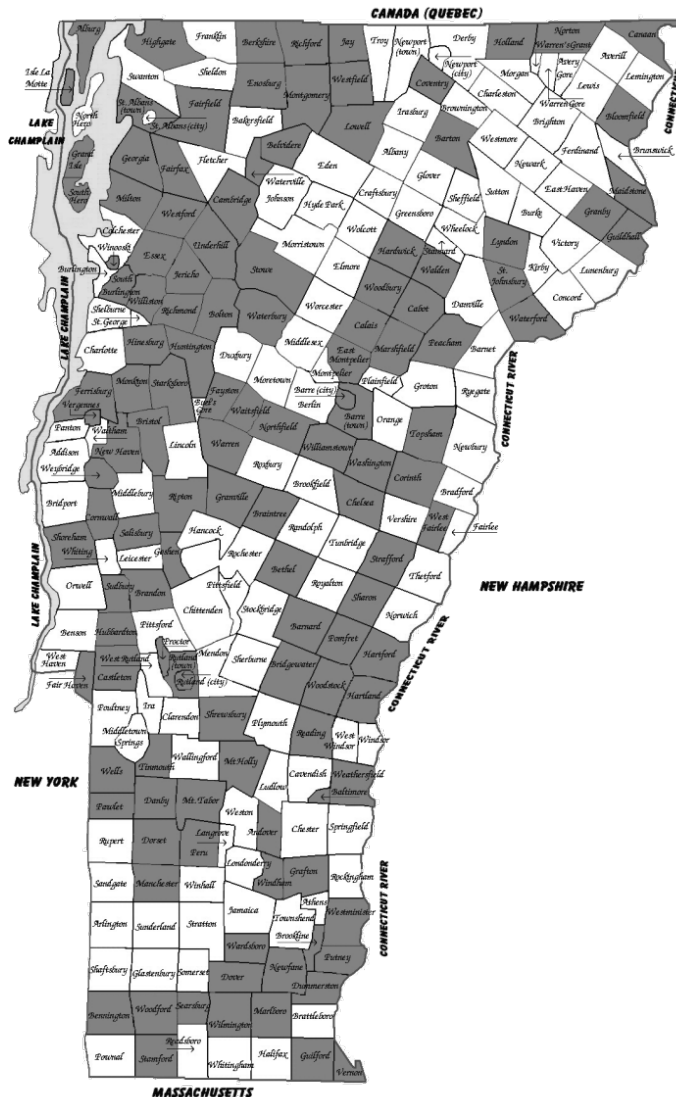 CANADA (QUEBEC)
Alburg
Highgate
Franklin
Berkshire
Richford
Jay
Troy
Newport
(town)
Derby
Holland
Norton
Warren's Grant
Canaan
Isle La
Motte
Swanton
Sheldon
Enosburg
Montgomery
Westfield
Newport
(city)
Morgan
Avery
Gore
Averill
Lewis
Lemington
St. Albans
(town)
Fairfield
Coventry
Charleston
Warren Gore
North
Hero
St. Albans (city)
Bakersfield
Lowell
Irasburg
Brownington
Brighton
Bloomfield
CONNECTICUT
LAKE
CHAMPLAIN
Fletcher
Belvidere
Eden
Albany
Barton
Westmore
Ferdinand
Brunswick
Grand
Isle
Georgia
Fairfax
Waterville
Glover
Newark
South
Hero
Milton
Cambridge
Johnson
Hyde Park
Craftsbury
Greensboro
Sheffield
Sutton
East Haven
Maidstone
Westford
Wolcott
Wheelock
Burke
Granby
Guildhall
Colchester
Winooski
Essex
Underhill
Morristown
Stannard
Hardwick
Walden
Lyndon
Victory
Burlington
South
Burlington
Jericho
Stowe
Elmore
Woodbury
St.
Johnsbury
Kirby
Lunenburg
Williston
Cabot
Danville
Concord
Shelburne
St. George
Richmond
Bolton
Waterbury
Worcester
Calais
Waterford
LAKE CHAMPLAIN
Charlotte
Hinesburg
Huntington
Duxbury
Middlesex
East
Montpelier
Marshfield
Peacham
Barnet
Montpelier
Ferrisburg
Monkton
Starksboro
Fayston
Moretown
Barre (city)
Berlin
Plainfield
Groton
Ryegate
CONNECTICUT RIVER
Vergennes
Buel's
Gore
Waitsfield
Barre
(town)
Orange
Panton
Waltham
Bristol
Northfield
Topsham
Addison
New Haven
Lincoln
Warren
Williamstown
Washington
Newbury
Weybridge
Roxbury
Corinth
Bridport
Middlebury
Ripton
Granville
Brookfield
Chelsea
Bradford
Cornwall
Braintree
Vershire
West
Fairlee
Fairlee
Shoreham
Salisbury
Hancock
Randolph
Tunbridge
Whiting
Leicester
Goshen
Rochester
Strafford
Thetford
LAKE CHAMPLAIN
Orwell
Sudbury
Brandon
Pittsfield
Bethel
Royalton
Sharon
NEW HAMPSHIRE
Chittenden
Stockbridge
Norwich
Benson
Hubbardton
Pittsford
Barnard
Pomfret
Proctor
West
Haven
West Rutland
Rutland
(town)
Mendon
Sherburne
Hartford
Fair Haven
Castleton
Rutland (city)
Bridgewater
Woodstock
Hartland
CONNECTICUT RIVER
Poultney
Ira
Clarendon
Shrewsbury
Plymouth
Reading
West
Windsor
Windsor
Middletown
Springs
NEW YORK
Wells
Tinmouth
Wallingford
Mt. Holly
Ludlow
Cavendish
Weathersfield
Baltimore
Pawlet
Danby
Mt. Tabor
Weston
Andover
Chester
Springfield
Rupert
Dorset
Langrove
Peru
Londonderry
Windham
Grafton
Rockingham
Sandgate
Manchester
Winhall
Athens
CONNECTICUT RIVER
Arlington
Sunderland
Stratton
Jamaica
Townshend
Westminister
Brookline
Wardsboro
Putney
Shaftsbury
Glastenbury
Somerset
Dover
Newfane
Dummerston
Bennington
Woodford
Searsburg
Wilmington
Marlboro
Brattleboro
Readsboro
Pownal
Stamford
Whitingham
Halifax
Guilford
Vernon
MASSACHUSETTS